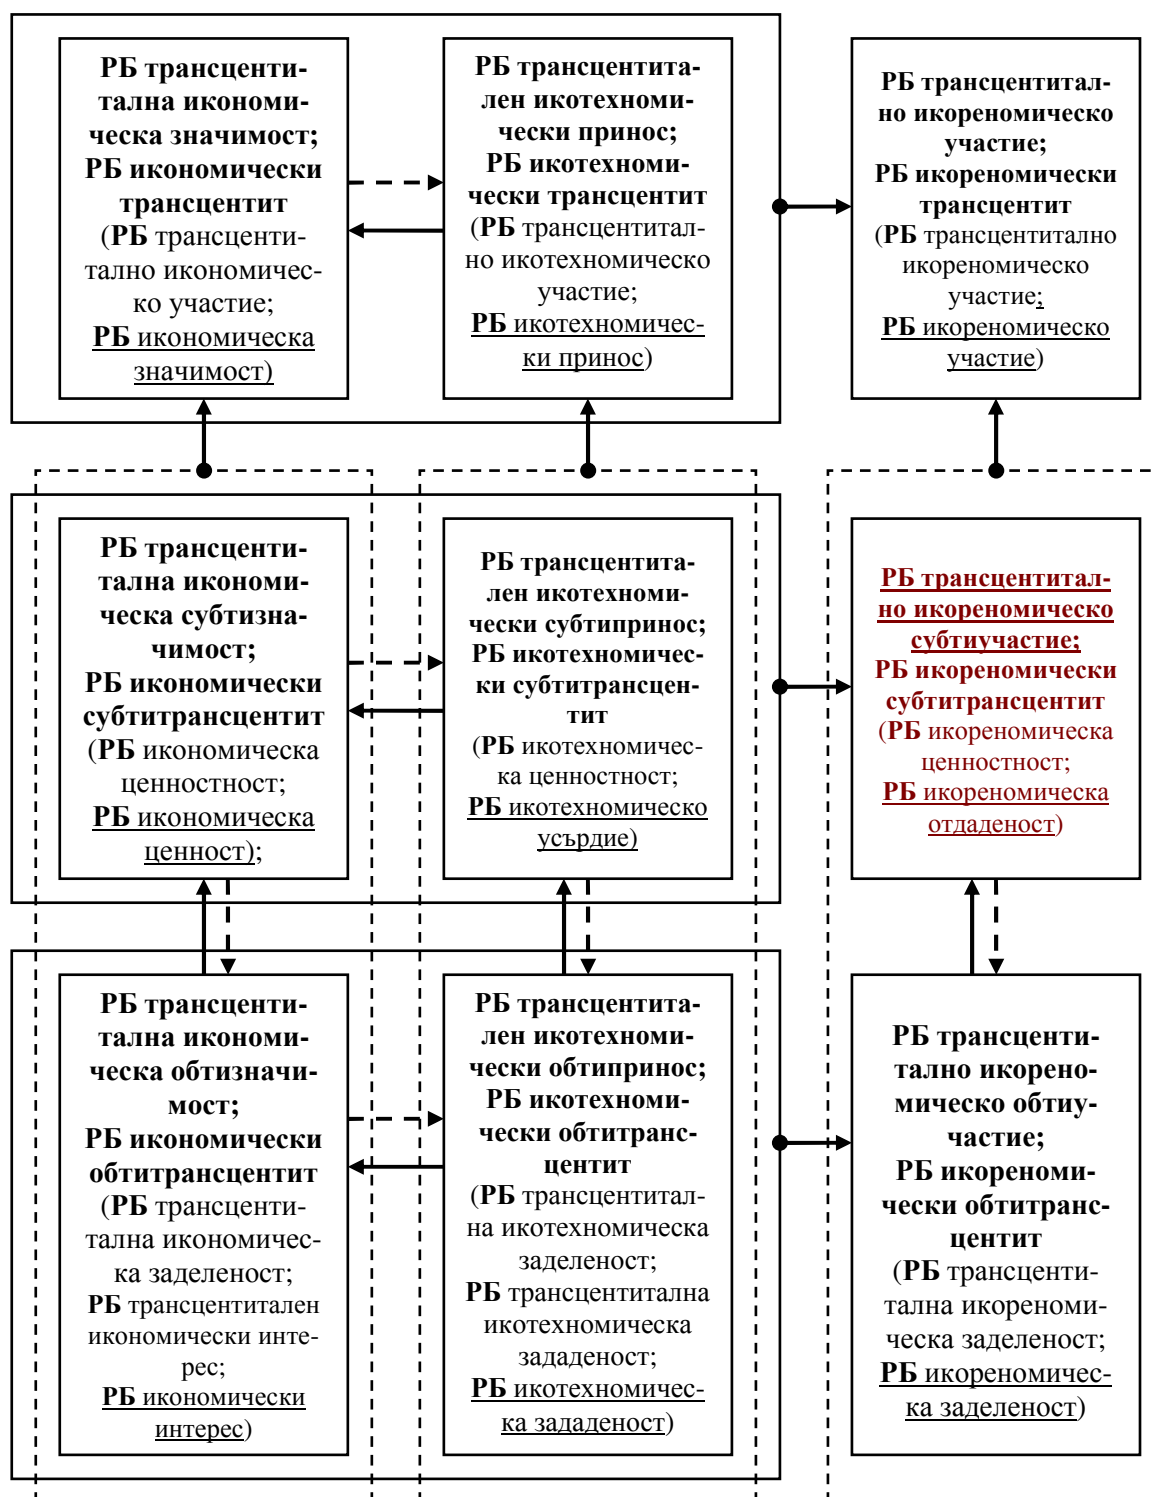 РБ трансценти-
тална икономи-
ческа значимост;
РБ икономически
трансцентит
(РБ трансценти-
тално икономичес-
ко участие;
РБ икономическа
значимост)
РБ трансцентита-
лен икотехноми-
чески принос;
РБ икотехноми-
чески трансцентит
(РБ трансцентитал-
но икотехномическо
участие;
РБ икотехномичес-
ки принос)
РБ трансцентитал-
но икореномическо
участие;
РБ икореномически
трансцентит
(РБ трансцентитално
икореномическо
участие;
РБ икореномическо
участие)
РБ трансценти-
тална икономи-
ческа субтизна-
чимост;
РБ икономически
субтитрансцентит
(РБ икономическа
ценностност;
РБ икономическа
ценност);
РБ трансцентита-
лен икотехноми-
чески субтипринос;
РБ икотехномичес-
ки субтитрансцен-
тит
(РБ икотехномичес-
ка ценностност;
РБ икотехномическо
усърдие)
РБ трансцентитал-
но икореномическо
субтиучастие;
РБ икореномически
субтитрансцентит
(РБ икореномическа
ценностност;
РБ икореномическа
отдаденост)
РБ трансценти-
тална икономи-
ческа обтизначи-
мост;
РБ икономически
обтитрансцентит
(РБ трансценти-
тална икономичес-
ка заделеност;
РБ трансцентитален
икономически инте-
рес;
РБ икономически
интерес)
РБ трансцентита-
лен икотехноми-
чески обтипринос;
РБ икотехноми-
чески обтитранс-
центит
(РБ трансцентитал-
на икотехномическа
заделеност;
РБ трансцентитална
икотехномическа
зададеност;
РБ икотехномичес-
ка зададеност)
РБ трансценти-
тално икорено-
мическо обтиу-
частие;
РБ икореноми-
чески обтитранс-
центит
(РБ трансценти-
тална икореноми-
ческа заделеност;
РБ икореномичес-
ка заделеност)